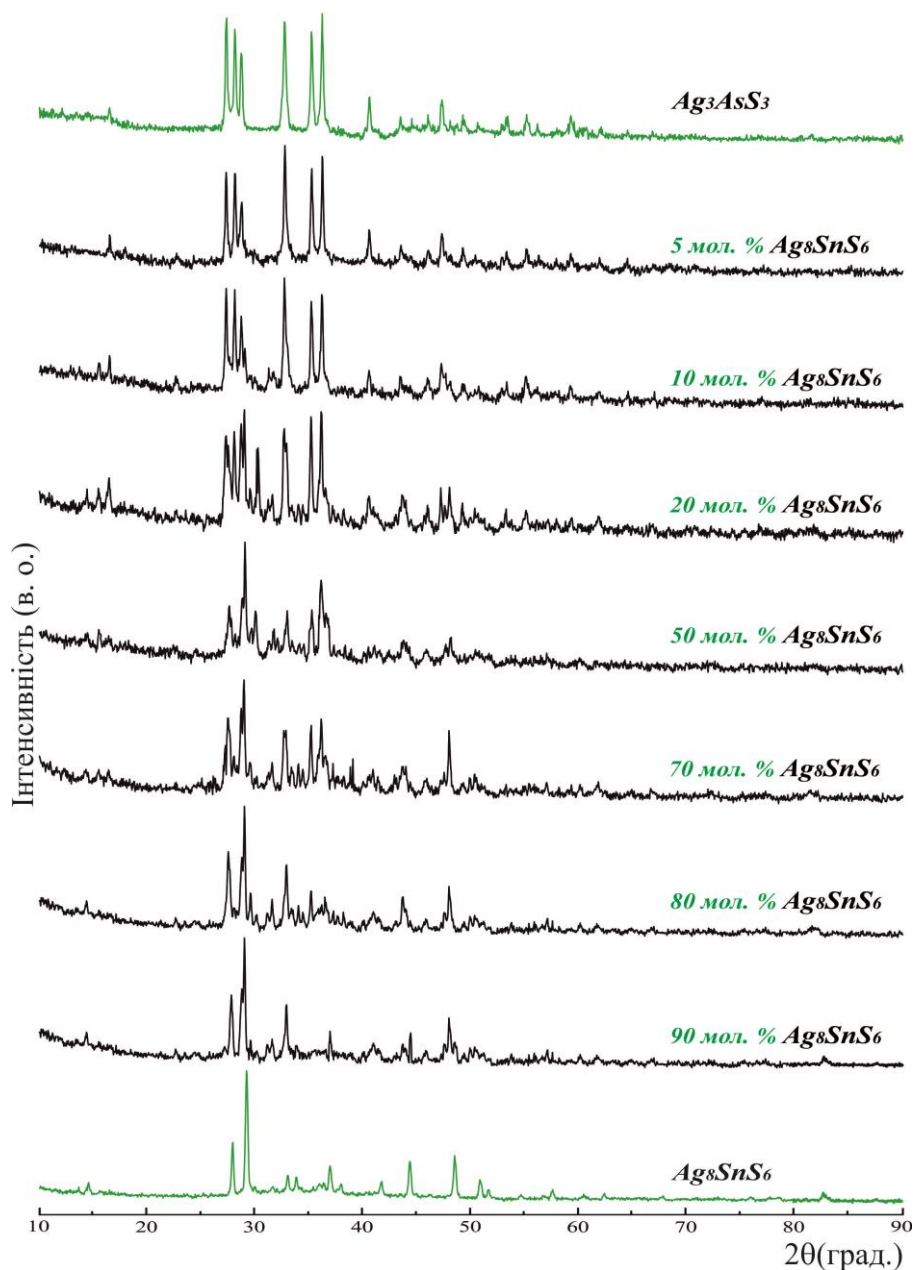 Ag₃AsS₃
5 мол. % Ag₈SnS₆
10 мол. % Ag₈SnS₆
20 мол. % Ag₈SnS₆
50 мол. % Ag₈SnS₆
70 мол. % Ag₈SnS₆
80 мол. % Ag₈SnS₆
90 мол. % Ag₈SnS₆
Ag₈SnS₆
Інтенсивність (в. о.)
10 20 30 40 50 60 70 80 90
2θ(град.)